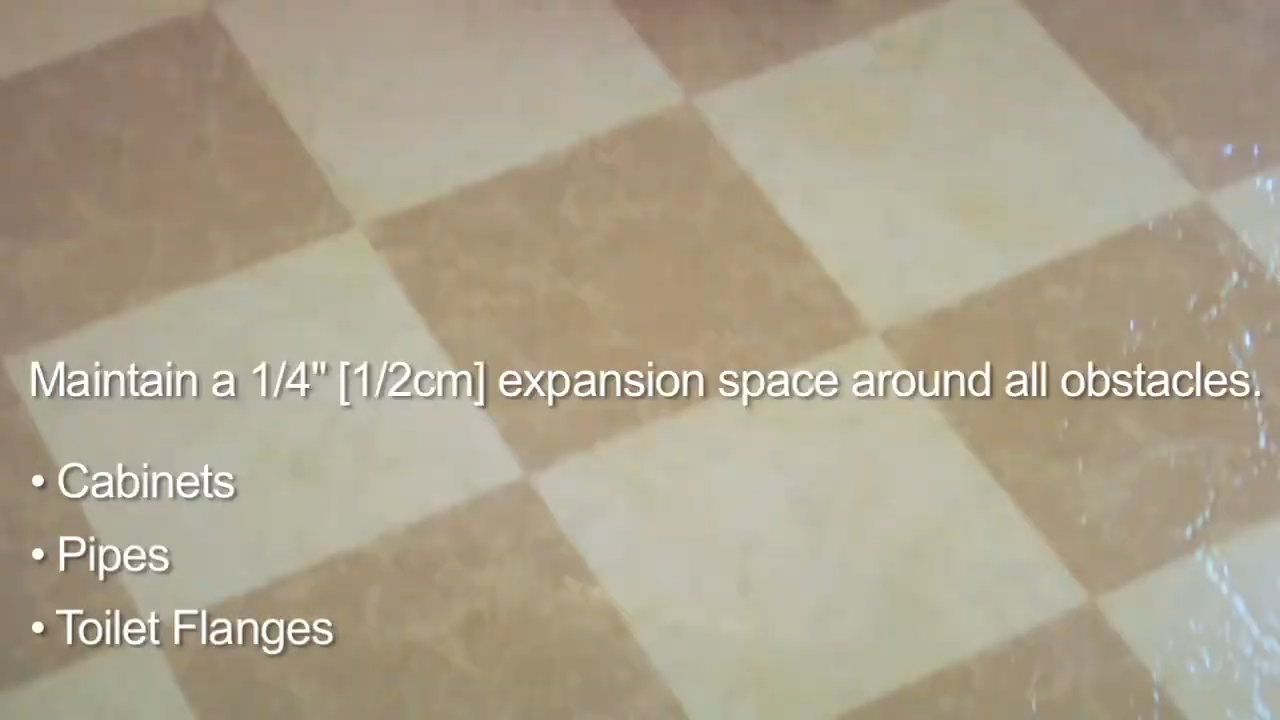 Maintain a 1/4" [1/2cm] expansion space around all obstacles.
• Cabinets
• Pipes
• Toilet Flanges